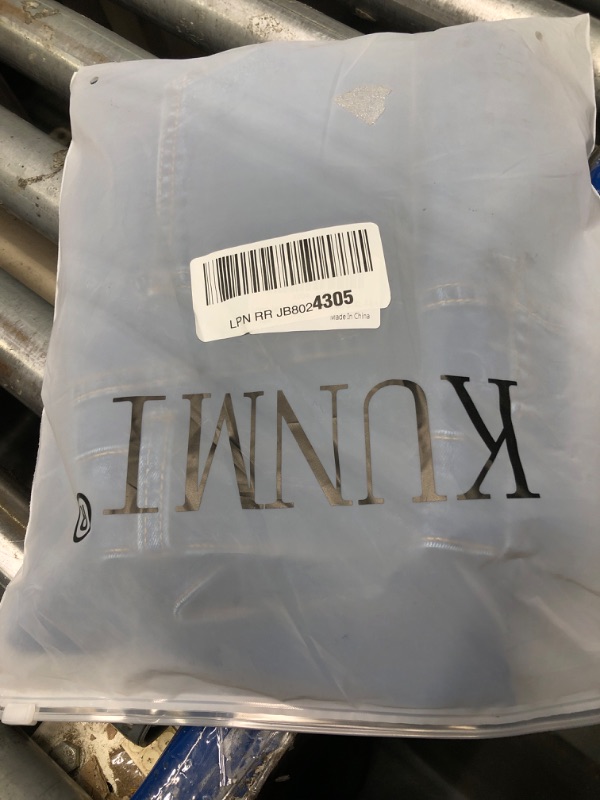 LPN RR JB8024305
Made In China
KUNMI
®